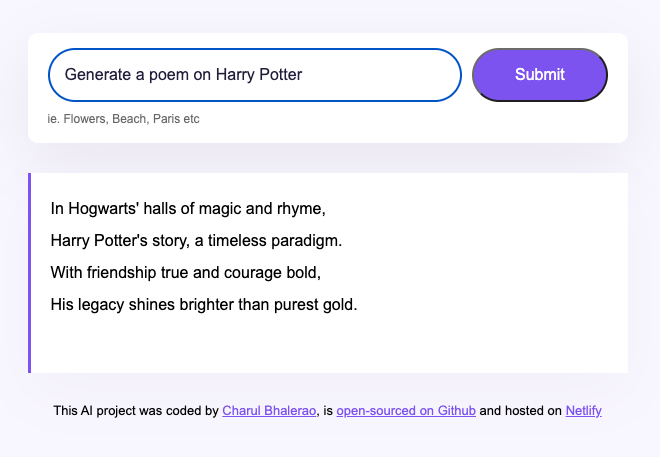 Generate a poem on Harry Potter
Submit
ie. Flowers, Beach, Paris etc
In Hogwarts' halls of magic and rhyme,
Harry Potter's story, a timeless paradigm.
With friendship true and courage bold,
His legacy shines brighter than purest gold.
This AI project was coded by Charul Bhalerao, is open-sourced on Github and hosted on Netlify